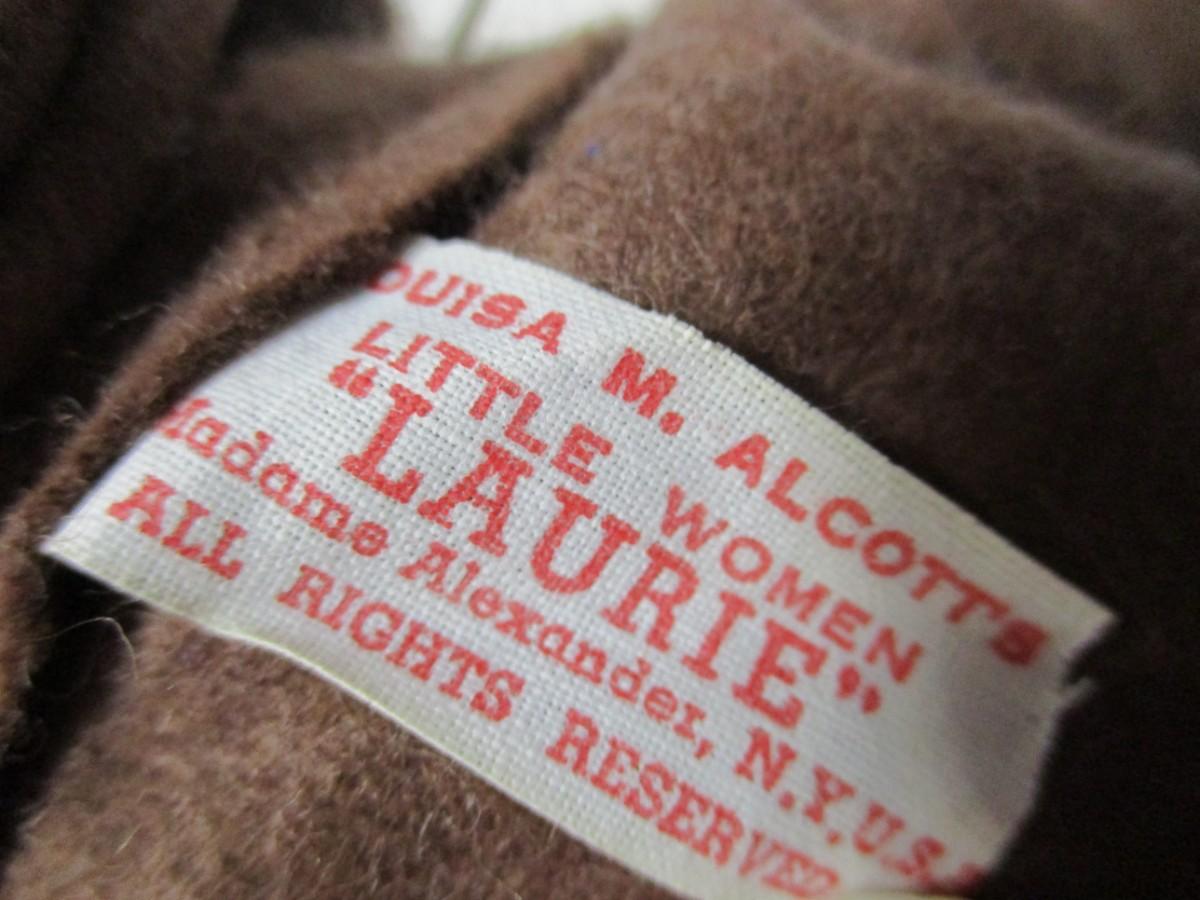 OUISA M. ALCOTT'S
LITTLE WOMEN
"LAURIE"
Madame Alexander, N.Y.U.S.A
ALL RIGHTS RESERVED